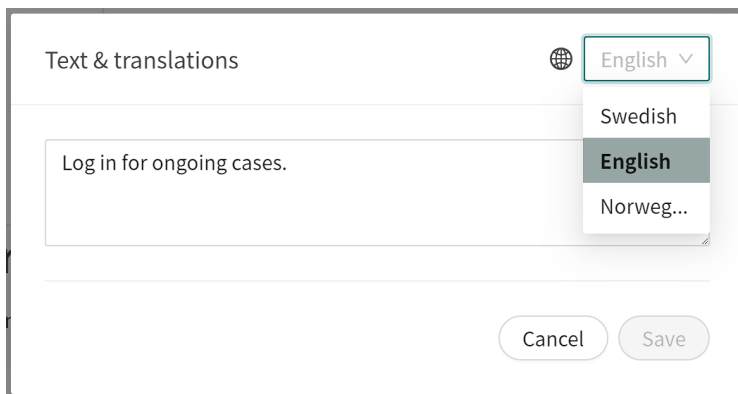 Text & translations
English
Swedish
English
Norweg...
Log in for ongoing cases.
Cancel
Save